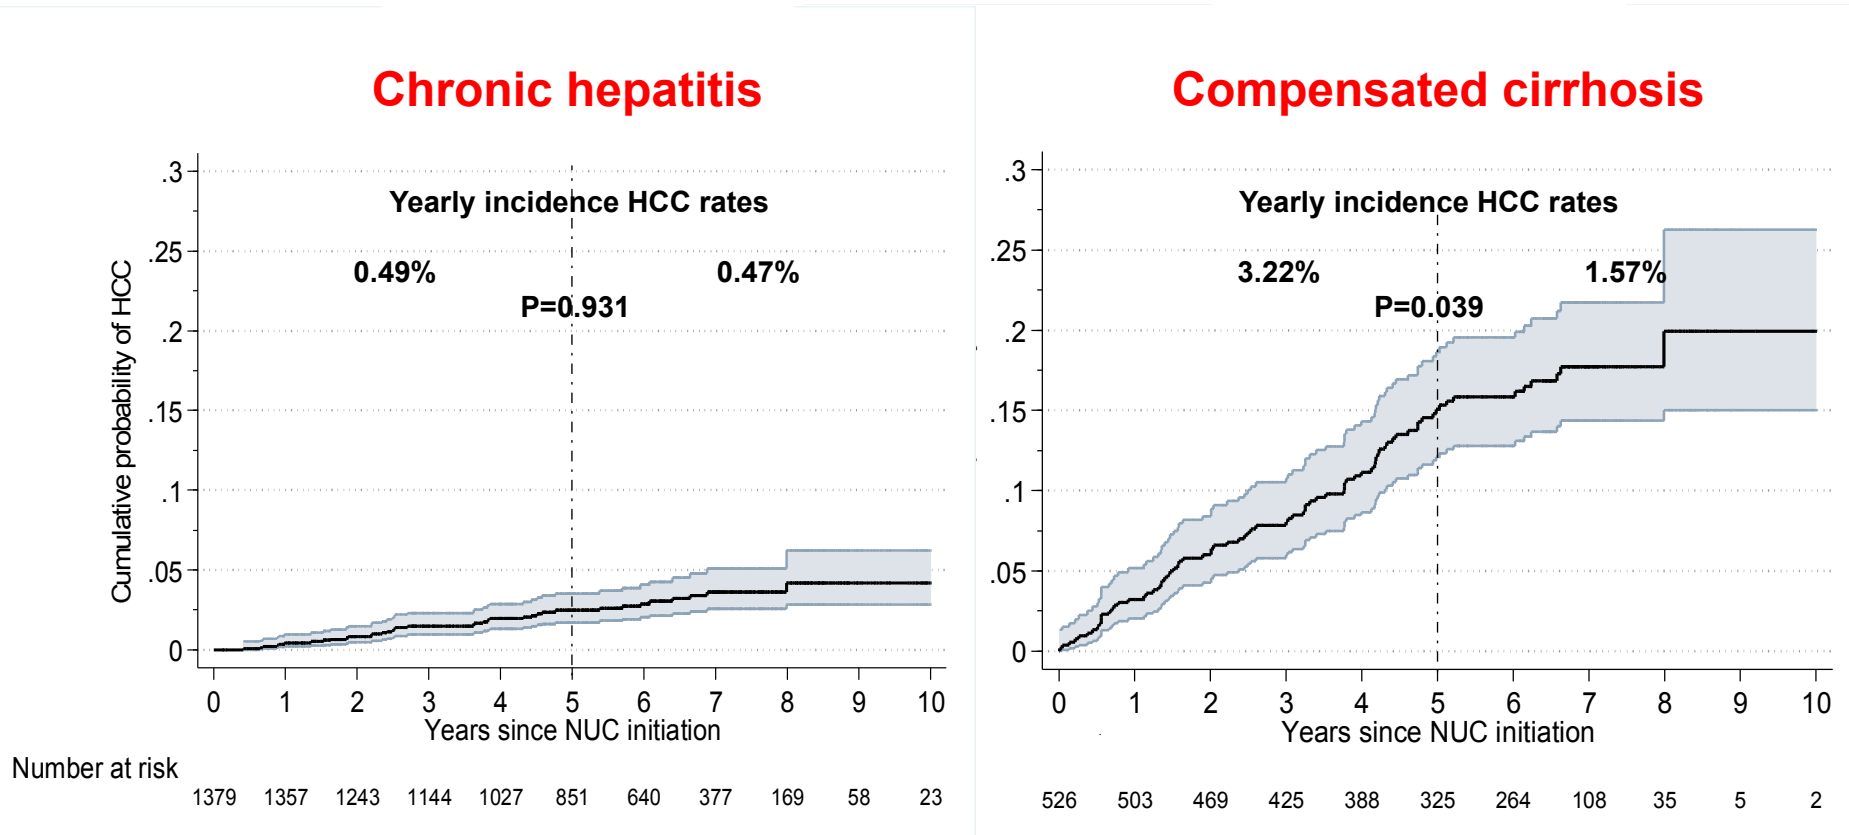 Chronic hepatitis
.3
.25
.2
.15
.1
.05
0
Cumulative probability of HCC
Yearly incidence HCC rates
0.49% 0.47%
P=0.931
0 1 2 3 4 5 6 7 8 9 10
Years since NUC initiation
Number at risk
1379 1357 1243 1144 1027 851 640 377 169 58 23
Compensated cirrhosis
.3
.25
.2
.15
.1
.05
0
Yearly incidence HCC rates
3.22% 1.57%
P=0.039
0 1 2 3 4 5 6 7 8 9 10
Years since NUC initiation
526 503 469 425 388 325 264 108 35 5 2